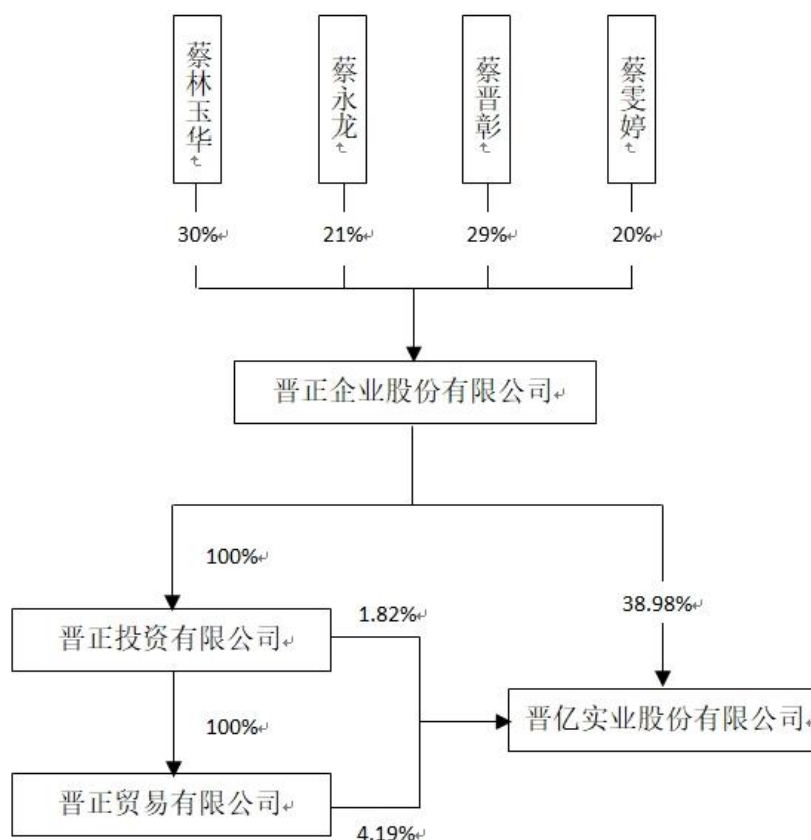 蔡林玉华
蔡永龙
蔡晋彰
蔡雯婷
30%
21%
29%
20%
晋正企业股份有限公司
100%
38.98%
晋正投资有限公司
1.82%
100%
晋亿实业股份有限公司
晋正贸易有限公司
4.19%